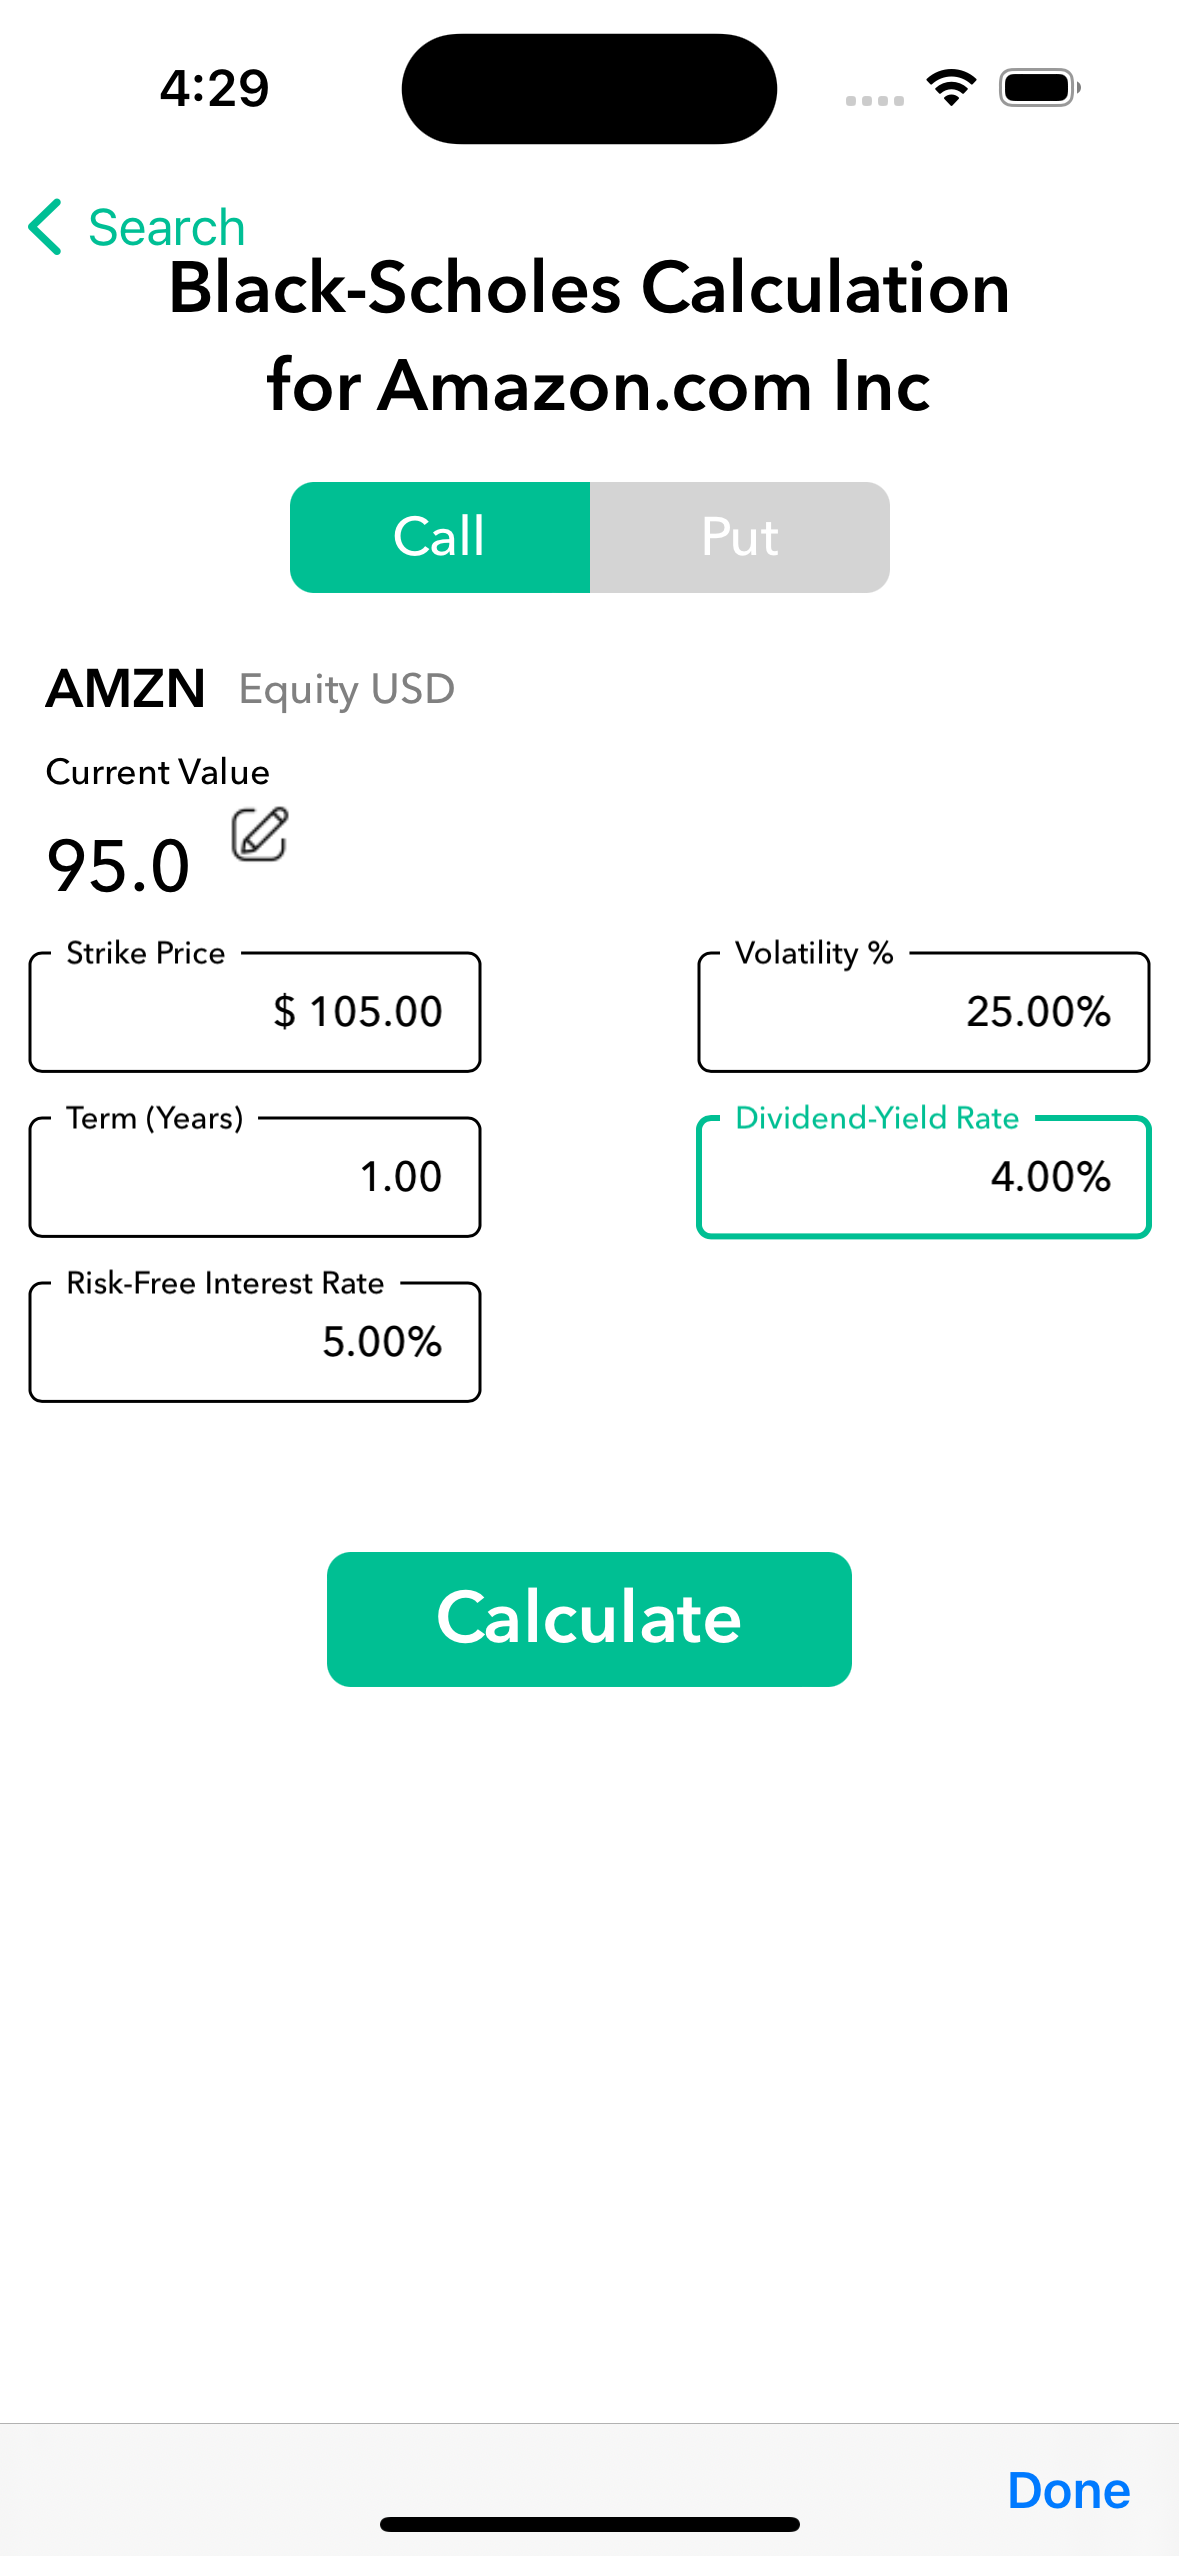 4:29
Search
Black-Scholes Calculation
for Amazon.com Inc
Call Put
AMZN Equity USD
Current Value
95.0
Strike Price Volatility %
$ 105.00 25.00%
Term (Years) Dividend-Yield Rate
1.00 4.00%
Risk-Free Interest Rate
5.00%
Calculate
Done